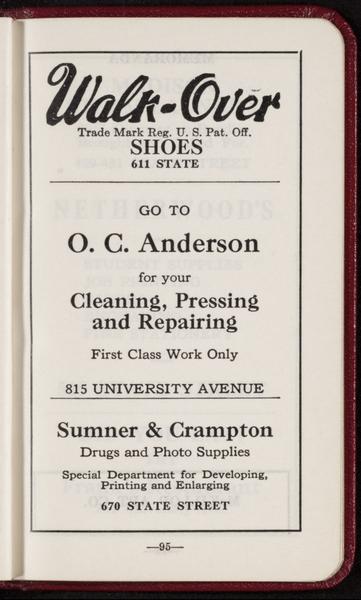 Walk-Over
Trade Mark Reg. U. S. Pat. Off.
SHOES
611 STATE
GO TO
O. C. Anderson
for your
Cleaning, Pressing
and Repairing
First Class Work Only
815 UNIVERSITY AVENUE
Sumner & Crampton
Drugs and Photo Supplies
Special Department for Developing,
Printing and Enlarging
670 STATE STREET
—95—